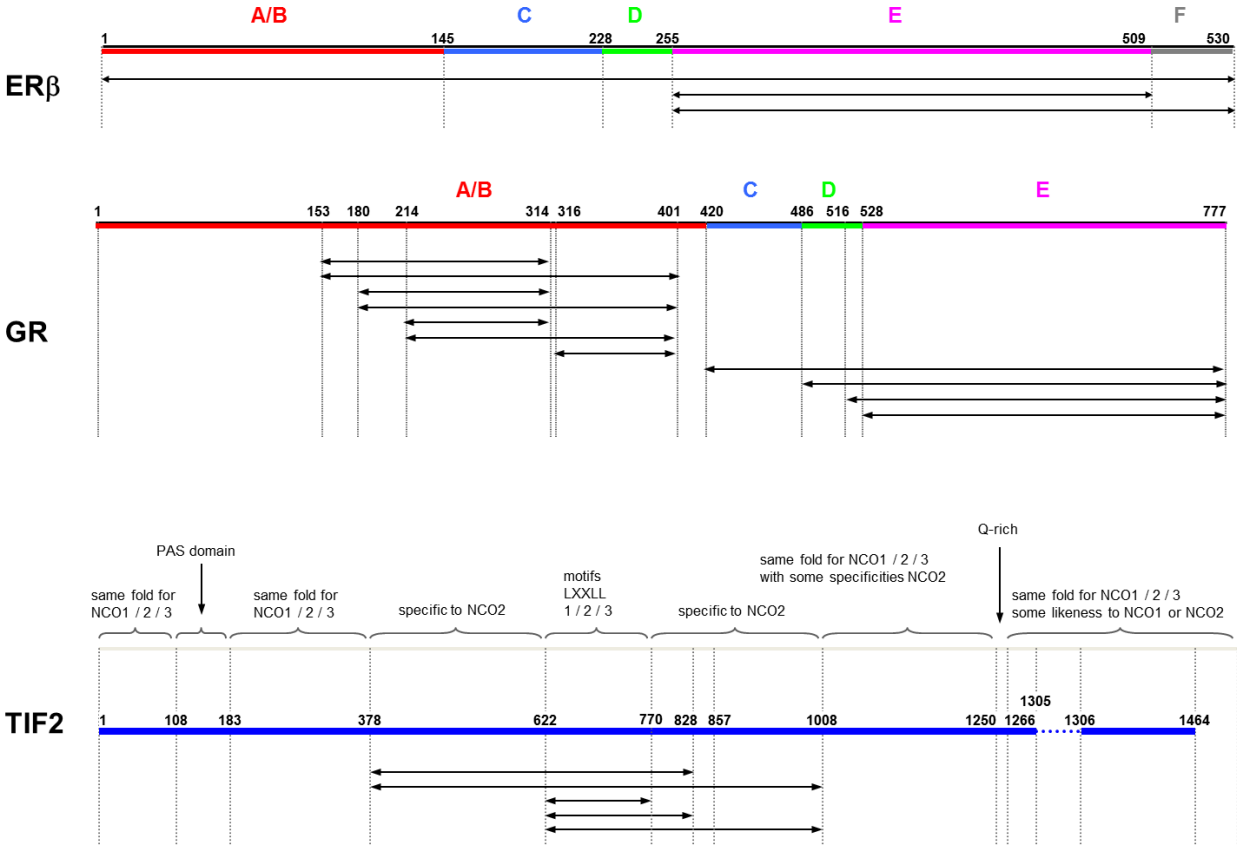 A/B C D E F
1 145 228 255 509 530
ERβ
A/B C D E
1 153 180 214 314 316 401 420 486 516 528 777
GR
Q-rich
PAS domain
same fold for NCO1 / 2 / 3
with some specificities NCO2
motifs
LXXLL
1 / 2 / 3
same fold for
NCO1 / 2 / 3
same fold for
NCO1 / 2 / 3
specific to NCO2
specific to NCO2
same fold for NCO1 / 2 / 3
some likeness to NCO1 or NCO2
1305
1 108 183 378 622 770 828 857 1008 1250 1266 1306 1464
TIF2